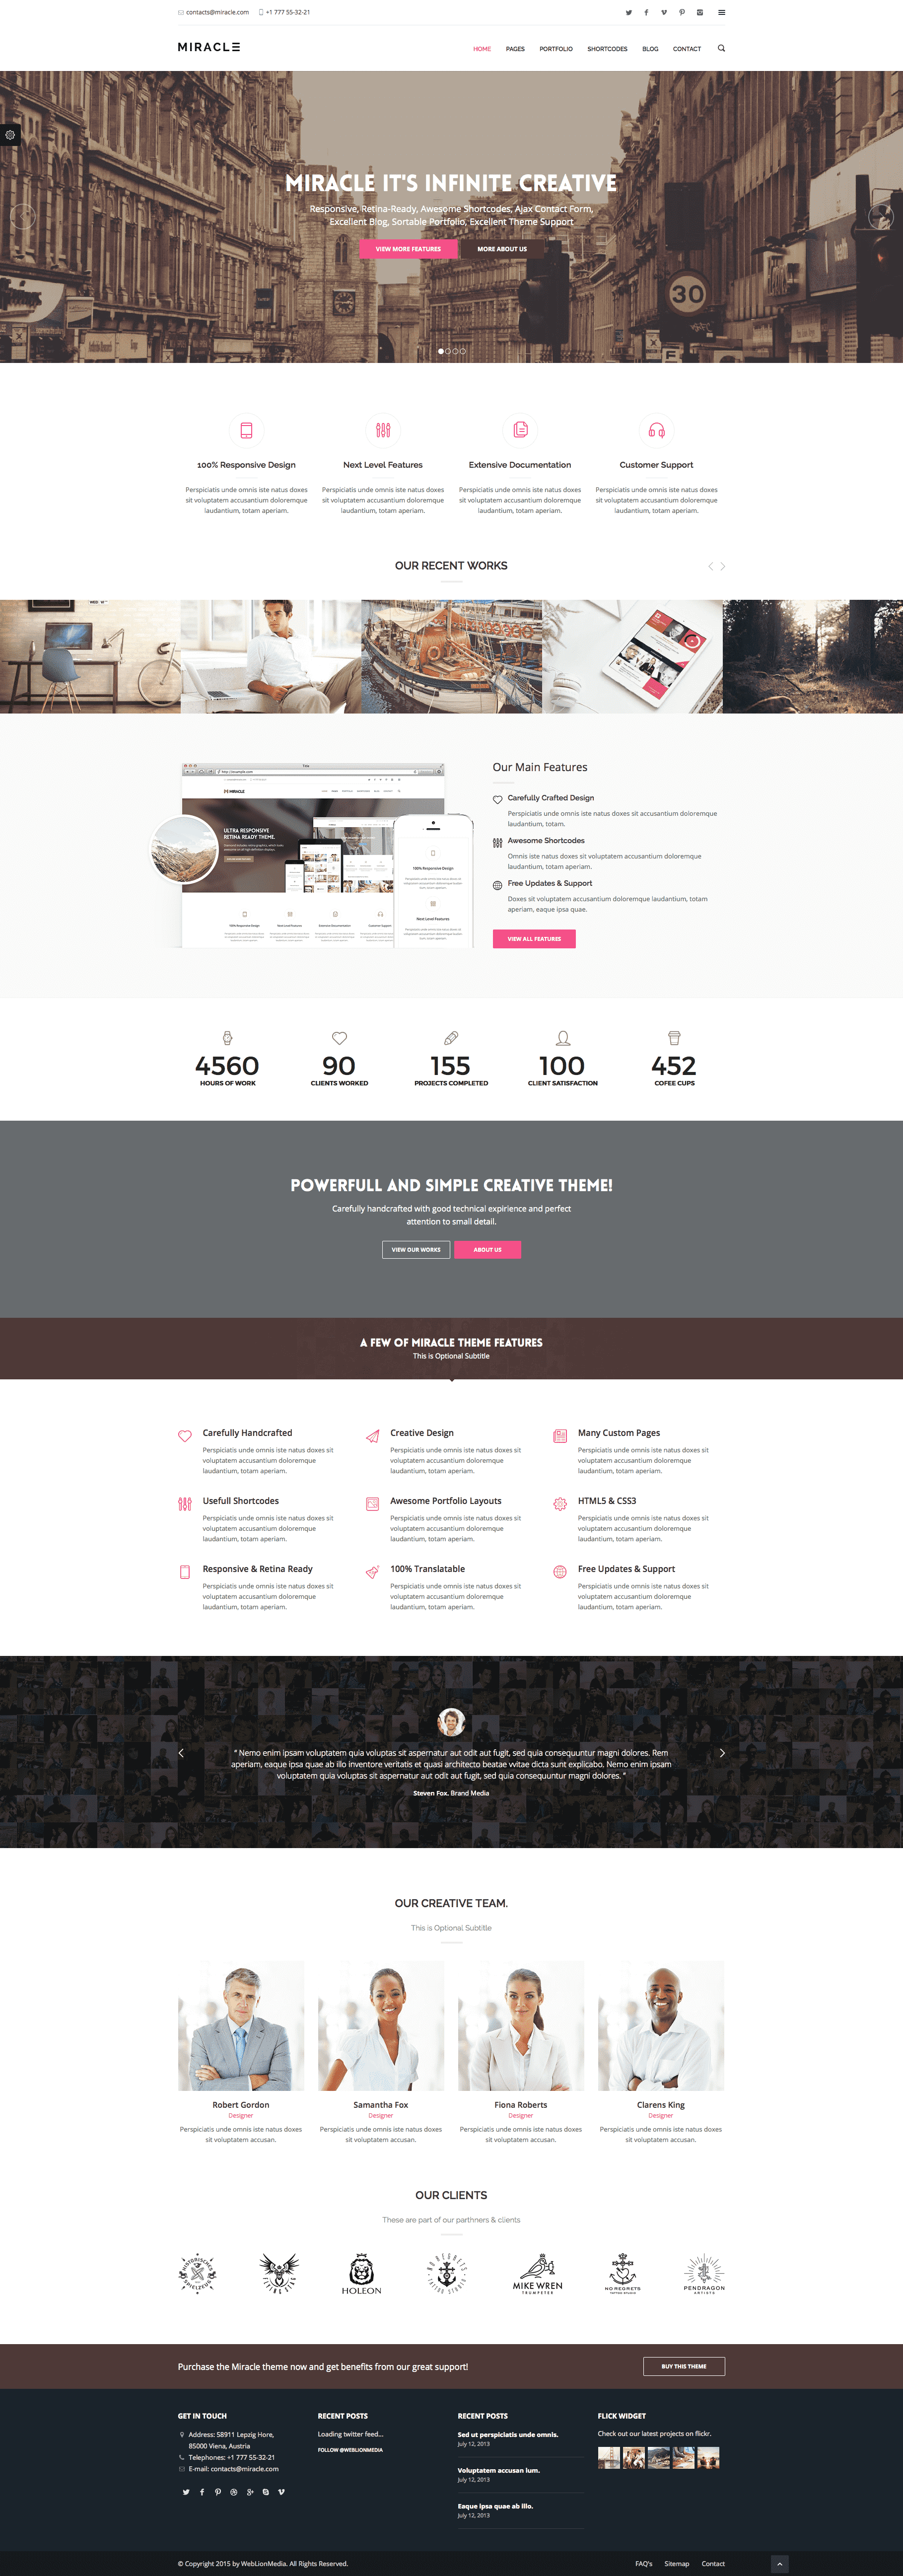 contacts@miracle.com +1 777 55-32-21
MIRACLE
HOME PAGES PORTFOLIO SHORTCODES BLOG CONTACT
MIRACLE IT'S INFINITE CREATIVE
Responsive, Retina-Ready, Awesome Shortcodes, Ajax Contact Form,
Excellent Blog, Sortable Portfolio, Excellent Theme Support
VIEW MORE FEATURES MORE ABOUT US
30
100% Responsive Design
Perspiciatis unde omnis iste natus doxes
sit voluptatem accusantium doloremque
laudantium, totam aperiam.
Next Level Features
Perspiciatis unde omnis iste natus doxes
sit voluptatem accusantium doloremque
laudantium, totam aperiam.
Extensive Documentation
Perspiciatis unde omnis iste natus doxes
sit voluptatem accusantium doloremque
laudantium, totam aperiam.
Customer Support
Perspiciatis unde omnis iste natus doxes
sit voluptatem accusantium doloremque
laudantium, totam aperiam.
OUR RECENT WORKS
MIRACLE
ULTRA RESPONSIVE
RETINA READY THEME.
100% Responsive Design
Next Level Features
Our Main Features
Carefully Crafted Design
Perspiciatis unde omnis iste natus doxes sit accusantium doloremque
laudantium, totam.
Awesome Shortcodes
Omnis iste natus doxes sit voluptatem accusantium doloremque
laudantium, totam aperiam.
Free Updates & Support
Doxes sit voluptatem accusantium doloremque laudantium, totam
aperiam, eaque ipsa quae.
VIEW ALL FEATURES
4560
HOURS OF WORK
90
CLIENTS WORKED
155
PROJECTS COMPLETED
100
CLIENT SATISFACTION
452
COFEE CUPS
POWERFULL AND SIMPLE CREATIVE THEME!
Carefully handcrafted with good technical expirience and perfect
attention to small detail.
VIEW OUR WORKS ABOUT US
A FEW OF MIRACLE THEME FEATURES
This is Optional Subtitle
Carefully Handcrafted
Perspiciatis unde omnis iste natus doxes sit
voluptatem accusantium doloremque
laudantium, totam aperiam.
Creative Design
Perspiciatis unde omnis iste natus doxes sit
voluptatem accusantium doloremque
laudantium, totam aperiam.
Many Custom Pages
Perspiciatis unde omnis iste natus doxes sit
voluptatem accusantium doloremque
laudantium, totam aperiam.
Usefull Shortcodes
Perspiciatis unde omnis iste natus doxes sit
voluptatem accusantium doloremque
laudantium, totam aperiam.
Awesome Portfolio Layouts
Perspiciatis unde omnis iste natus doxes sit
voluptatem accusantium doloremque
laudantium, totam aperiam.
HTML5 & CSS3
Perspiciatis unde omnis iste natus doxes sit
voluptatem accusantium doloremque
laudantium, totam aperiam.
Responsive & Retina Ready
Perspiciatis unde omnis iste natus doxes sit
voluptatem accusantium doloremque
laudantium, totam aperiam.
100% Translatable
Perspiciatis unde omnis iste natus doxes sit
voluptatem accusantium doloremque
laudantium, totam aperiam.
Free Updates & Support
Perspiciatis unde omnis iste natus doxes sit
voluptatem accusantium doloremque
laudantium, totam aperiam.
" Nemo enim ipsam voluptatem quia voluptas sit aspernatur aut odit aut fugit, sed quia consequuntur magni dolores. Rem
aperiam, eaque ipsa quae ab illo inventore veritatis et quasi architecto beatae vvitae dicta sunt explicabo. Nemo enim ipsam
voluptatem quia voluptas sit aspernatur aut odit aut fugit, sed quia consequuntur magni dolores. "
Steven Fox. Brand Media
OUR CREATIVE TEAM.
This is Optional Subtitle
Robert Gordon
Designer
Perspiciatis unde omnis iste natus doxes
sit voluptatem accusan.
Samantha Fox
Designer
Perspiciatis unde omnis iste natus doxes
sit voluptatem accusan.
Fiona Roberts
Designer
Perspiciatis unde omnis iste natus doxes
sit voluptatem accusan.
Clarens King
Designer
Perspiciatis unde omnis iste natus doxes
sit voluptatem accusan.
OUR CLIENTS
These are part of our parthners & clients
HISTORISCHES
SPIELZEUG
HOLEON
NO REGRETS
TATTOO STUDIO
MIKE WREN
TRUMPETER
NO REGRETS
PENDRAGON
ARTISTS
Purchase the Miracle theme now and get benefits from our great support!
BUY THIS THEME
GET IN TOUCH
Address: 58911 Lepzig Hore,
85000 Viena, Austria
Telephones: +1 777 55-32-21
E-mail: contacts@miracle.com
RECENT POSTS
Loading twitter feed...
FOLLOW @WEBLIONMEDIA
RECENT POSTS
Sed ut perspiciatis unde omnis.
July 12, 2013
Voluptatem accusan lum.
July 12, 2013
Eaque ipsa quae ab illo.
July 12, 2013
FLICK WIDGET
Check out our latest projects on flickr.
© Copyright 2015 by WebLionMedia. All Rights Reserved.
FAQ's Sitemap Contact